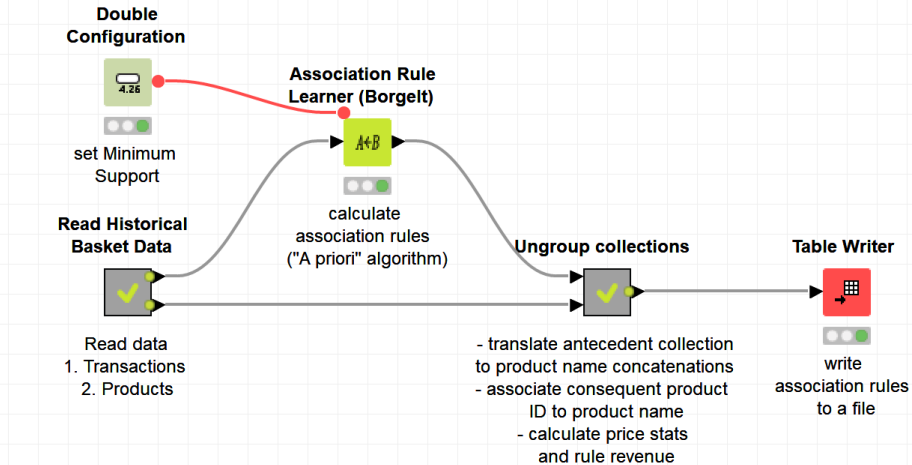 Double
Configuration
4.26
set Minimum
Support
Association Rule
Learner (Borgelt)
A+B
calculate
association rules
("A priori" algorithm)
Read Historical
Basket Data
Read data
1. Transactions
2. Products
Ungroup collections
- translate antecedent collection
to product name concatenations
- associate consequent product
ID to product name
- calculate price stats
and rule revenue
Table Writer
write
association rules
to a file